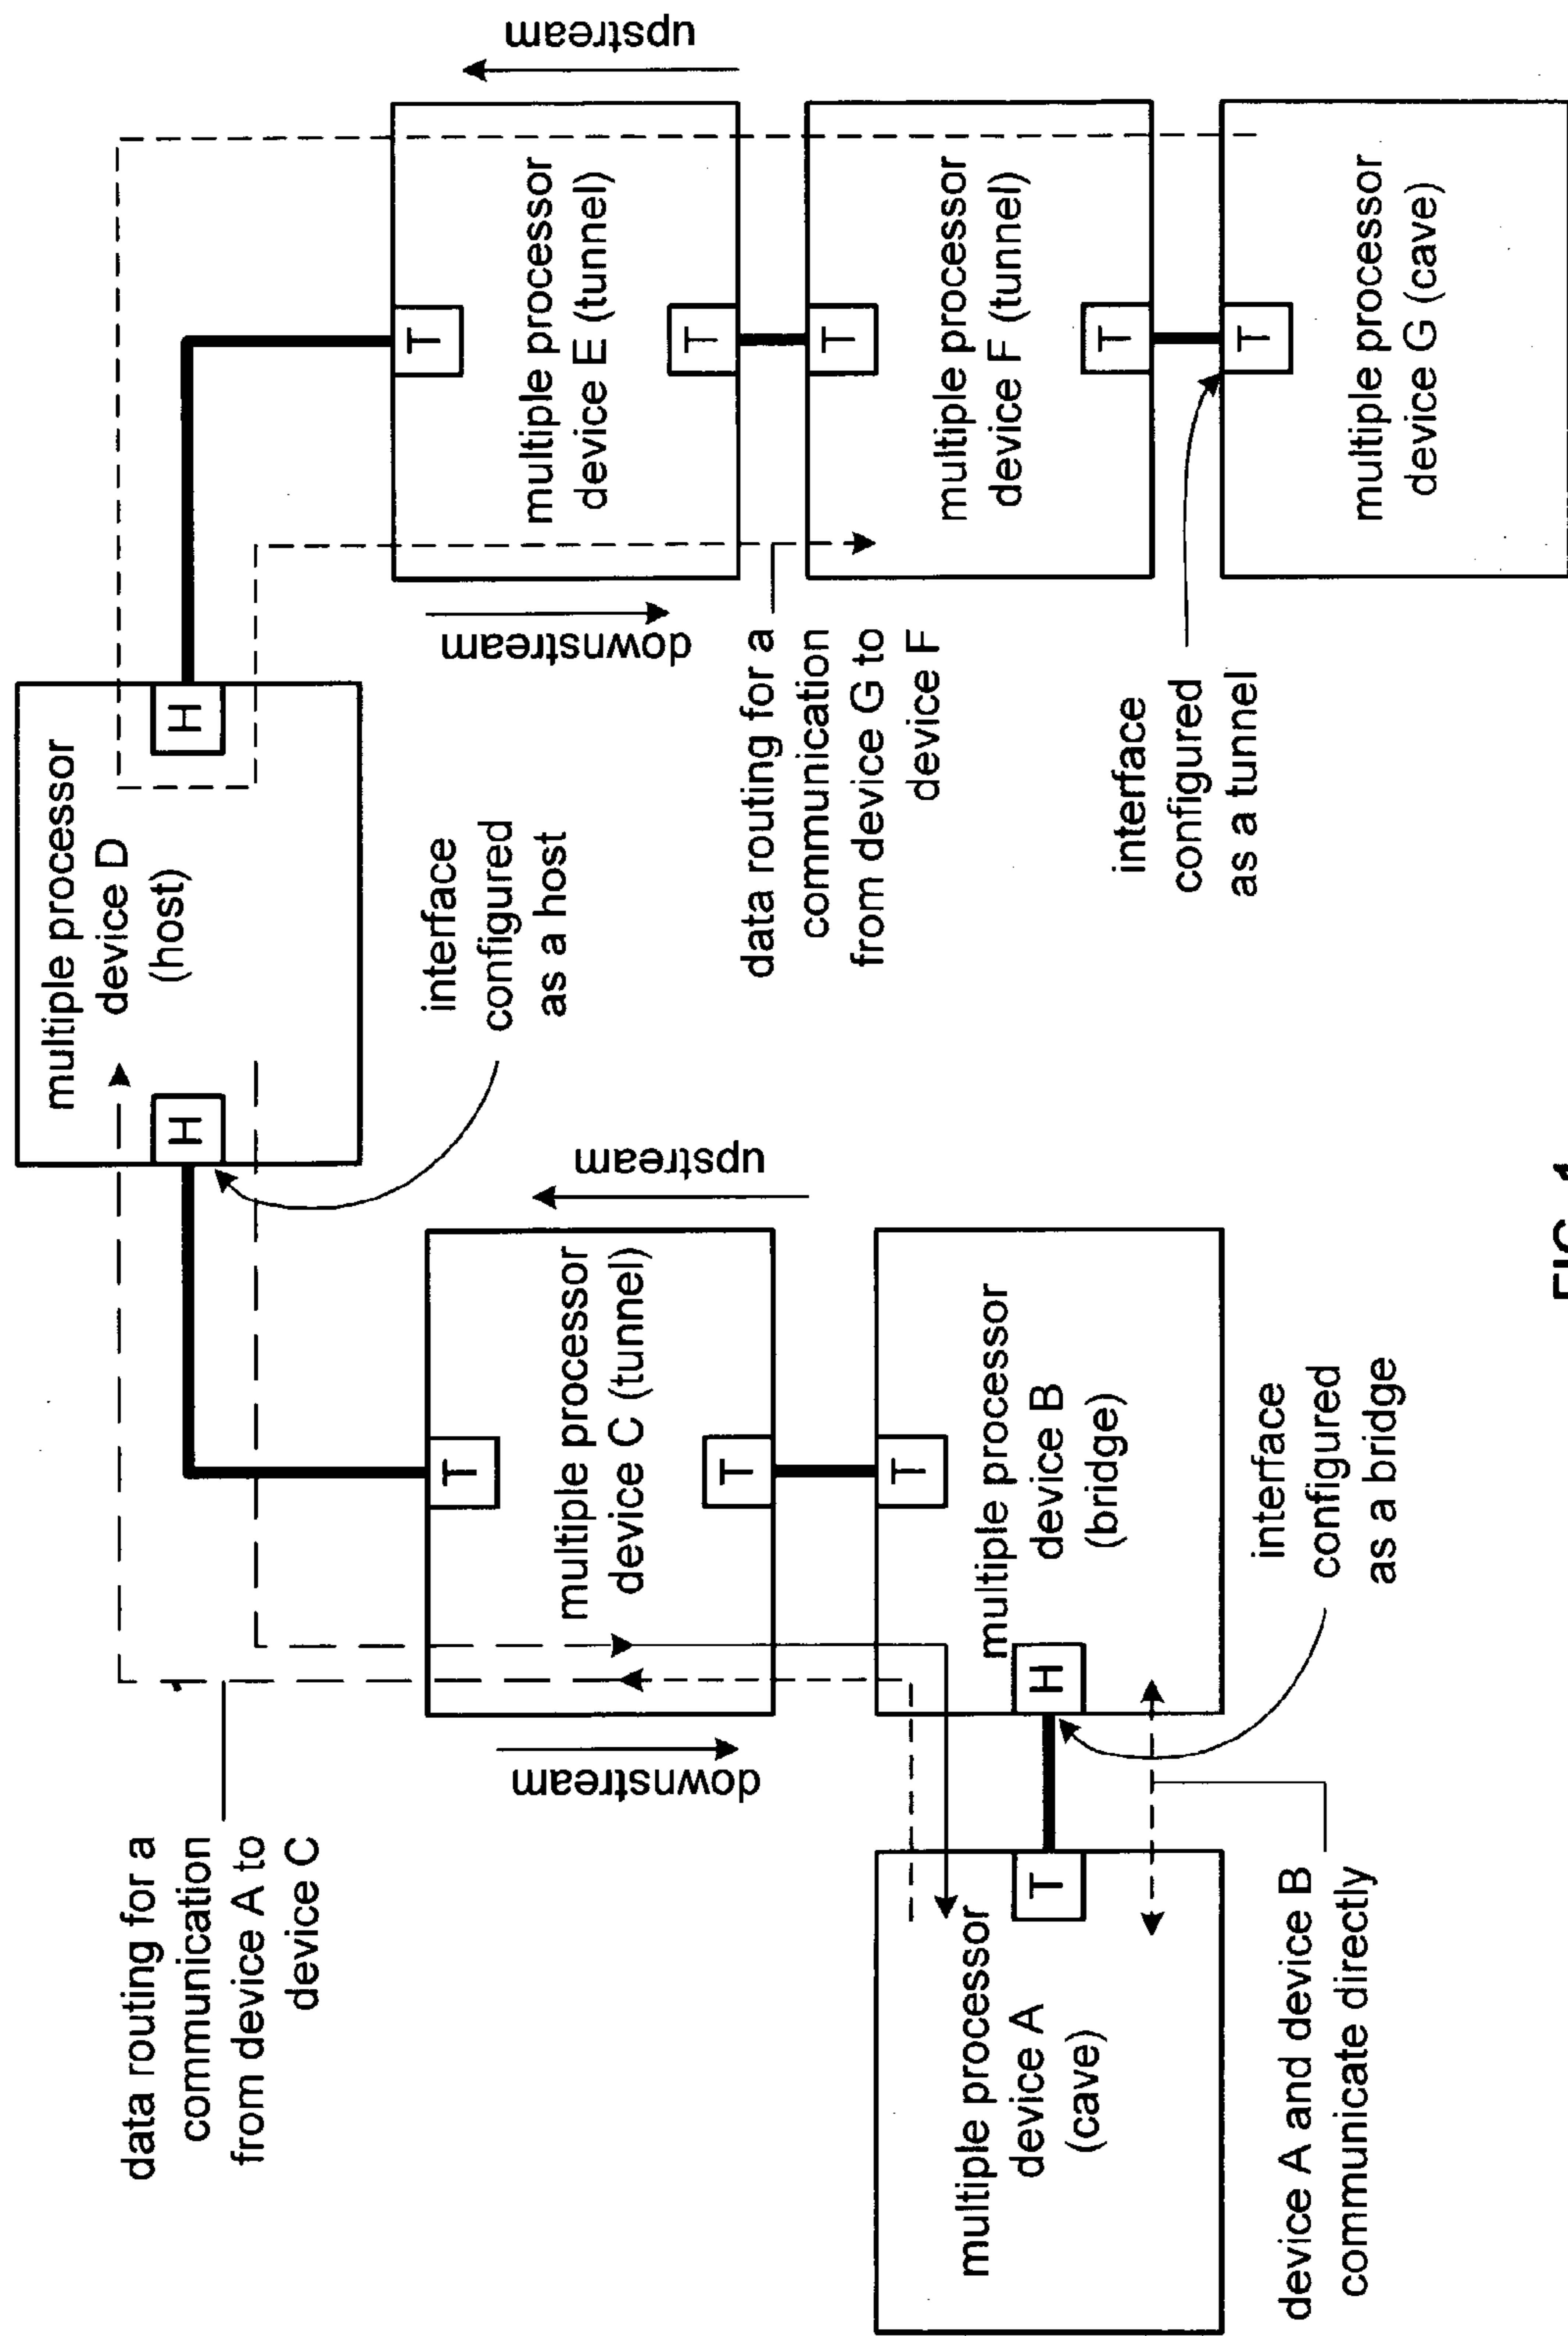 multiple processor
device D
(host)
H
H
upstream
downstream
T
multiple processor
device E (tunnel)
T
T
multiple processor
device F (tunnel)
T
T
multiple processor
device G (cave)
interface
configured
as a host
data routing for a
communication
from device G to
device F
interface
configured
as a tunnel
upstream
downstream
T
multiple processor
device C (tunnel)
T
T
multiple processor
device B
(bridge)
H
interface
configured
as a bridge
data routing for a
communication
from device A to
device C
T
multiple processor
device A
(cave)
device A and device B
communicate directly
FIG. 1